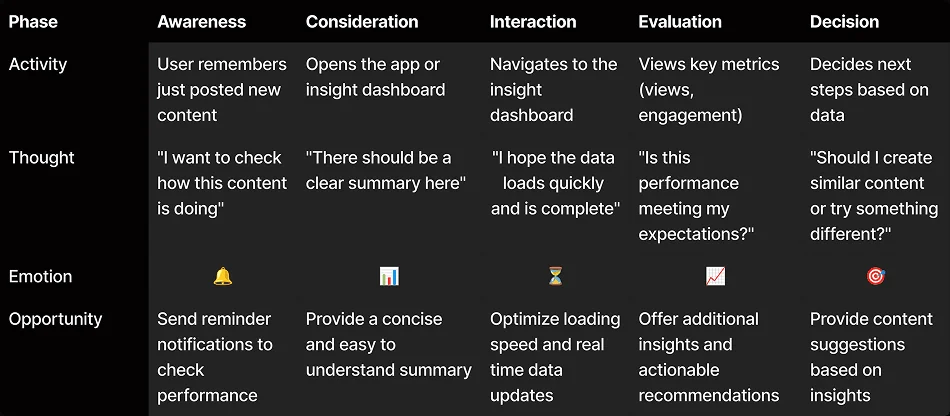 Phase Awareness Consideration Interaction Evaluation Decision
Activity User remembers Opens the app or Navigates to the Views key metrics Decides next
just posted new insight dashboard insight (views, steps based on
content dashboard engagement) data
Thought "I want to check "There should be a "I hope the data "Is this "Should I create
how this content clear summary here" loads quickly performance similar content
is doing" and is complete" meeting my or try something
expectations?" different?"
Emotion 🔔 📊 ⏳ 📈 🎯
Opportunity Send reminder Provide a concise Optimize loading Offer additional Provide content
notifications to and easy to speed and real insights and suggestions
check understand summary time data actionable based on
performance updates recommendations insights